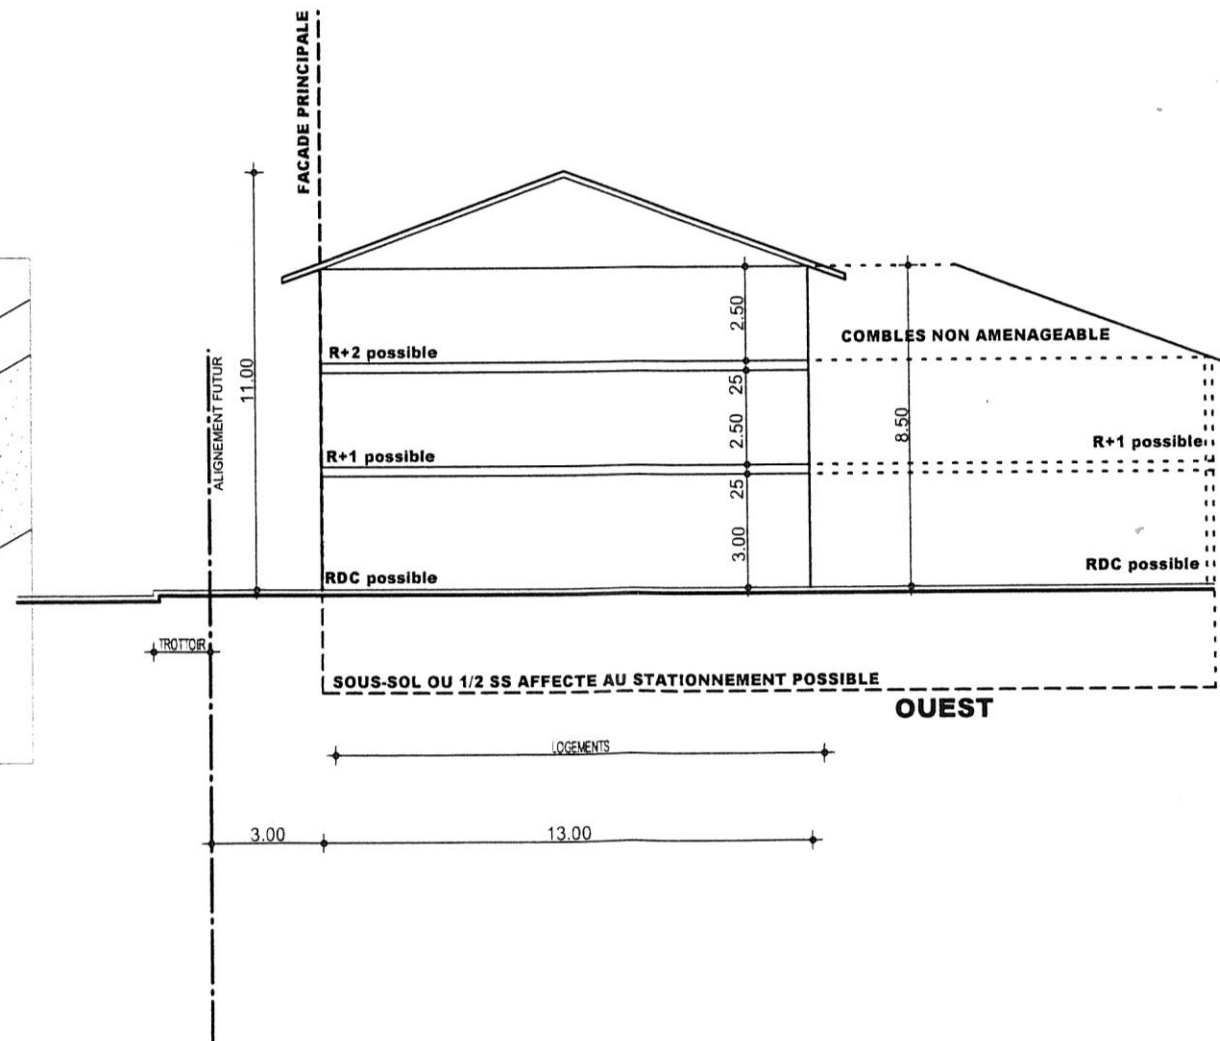 FACADE PRINCIPALE
11.00
ALIGNEMENT FUTUR
2.50
COMBLES NON AMENAGEABLE
R+2 possible
25
2.50
8.50
R+1 possible
R+1 possible
25
3.00
RDC possible
RDC possible
TROTTOIR
SOUS-SOL OU 1/2 SS AFFECTE AU STATIONNEMENT POSSIBLE
OUEST
LOGEMENTS
3.00
13.00